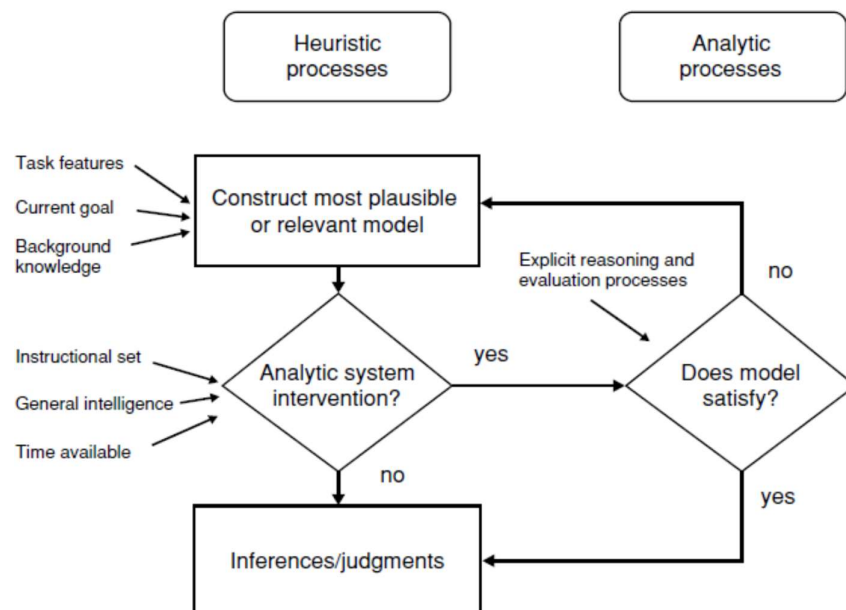 Heuristic
processes
Analytic
processes
Task features
Current goal
Background
knowledge
Construct most plausible
or relevant model
Explicit reasoning and
evaluation processes
no
Instructional set
General intelligence
Time available
Analytic system
intervention?
yes
Does model
satisfy?
no
yes
Inferences/judgments